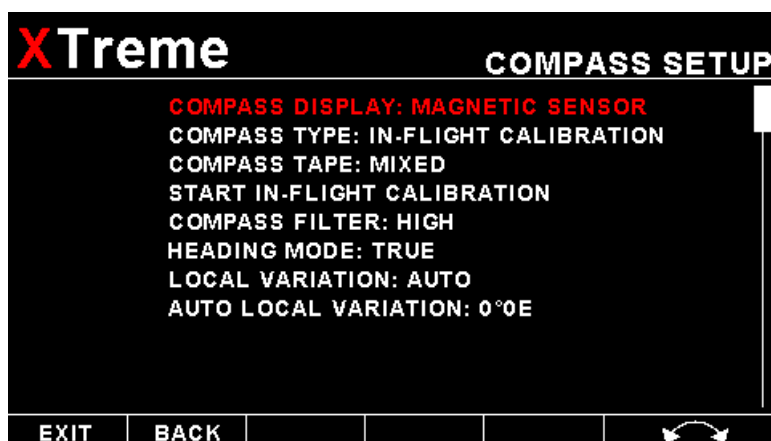 XTreme
COMPASS SETUP
COMPASS DISPLAY: MAGNETIC SENSOR
COMPASS TYPE: IN-FLIGHT CALIBRATION
COMPASS TAPE: MIXED
START IN-FLIGHT CALIBRATION
COMPASS FILTER: HIGH
HEADING MODE: TRUE
LOCAL VARIATION: AUTO
AUTO LOCAL VARIATION: 0°0E
EXIT BACK